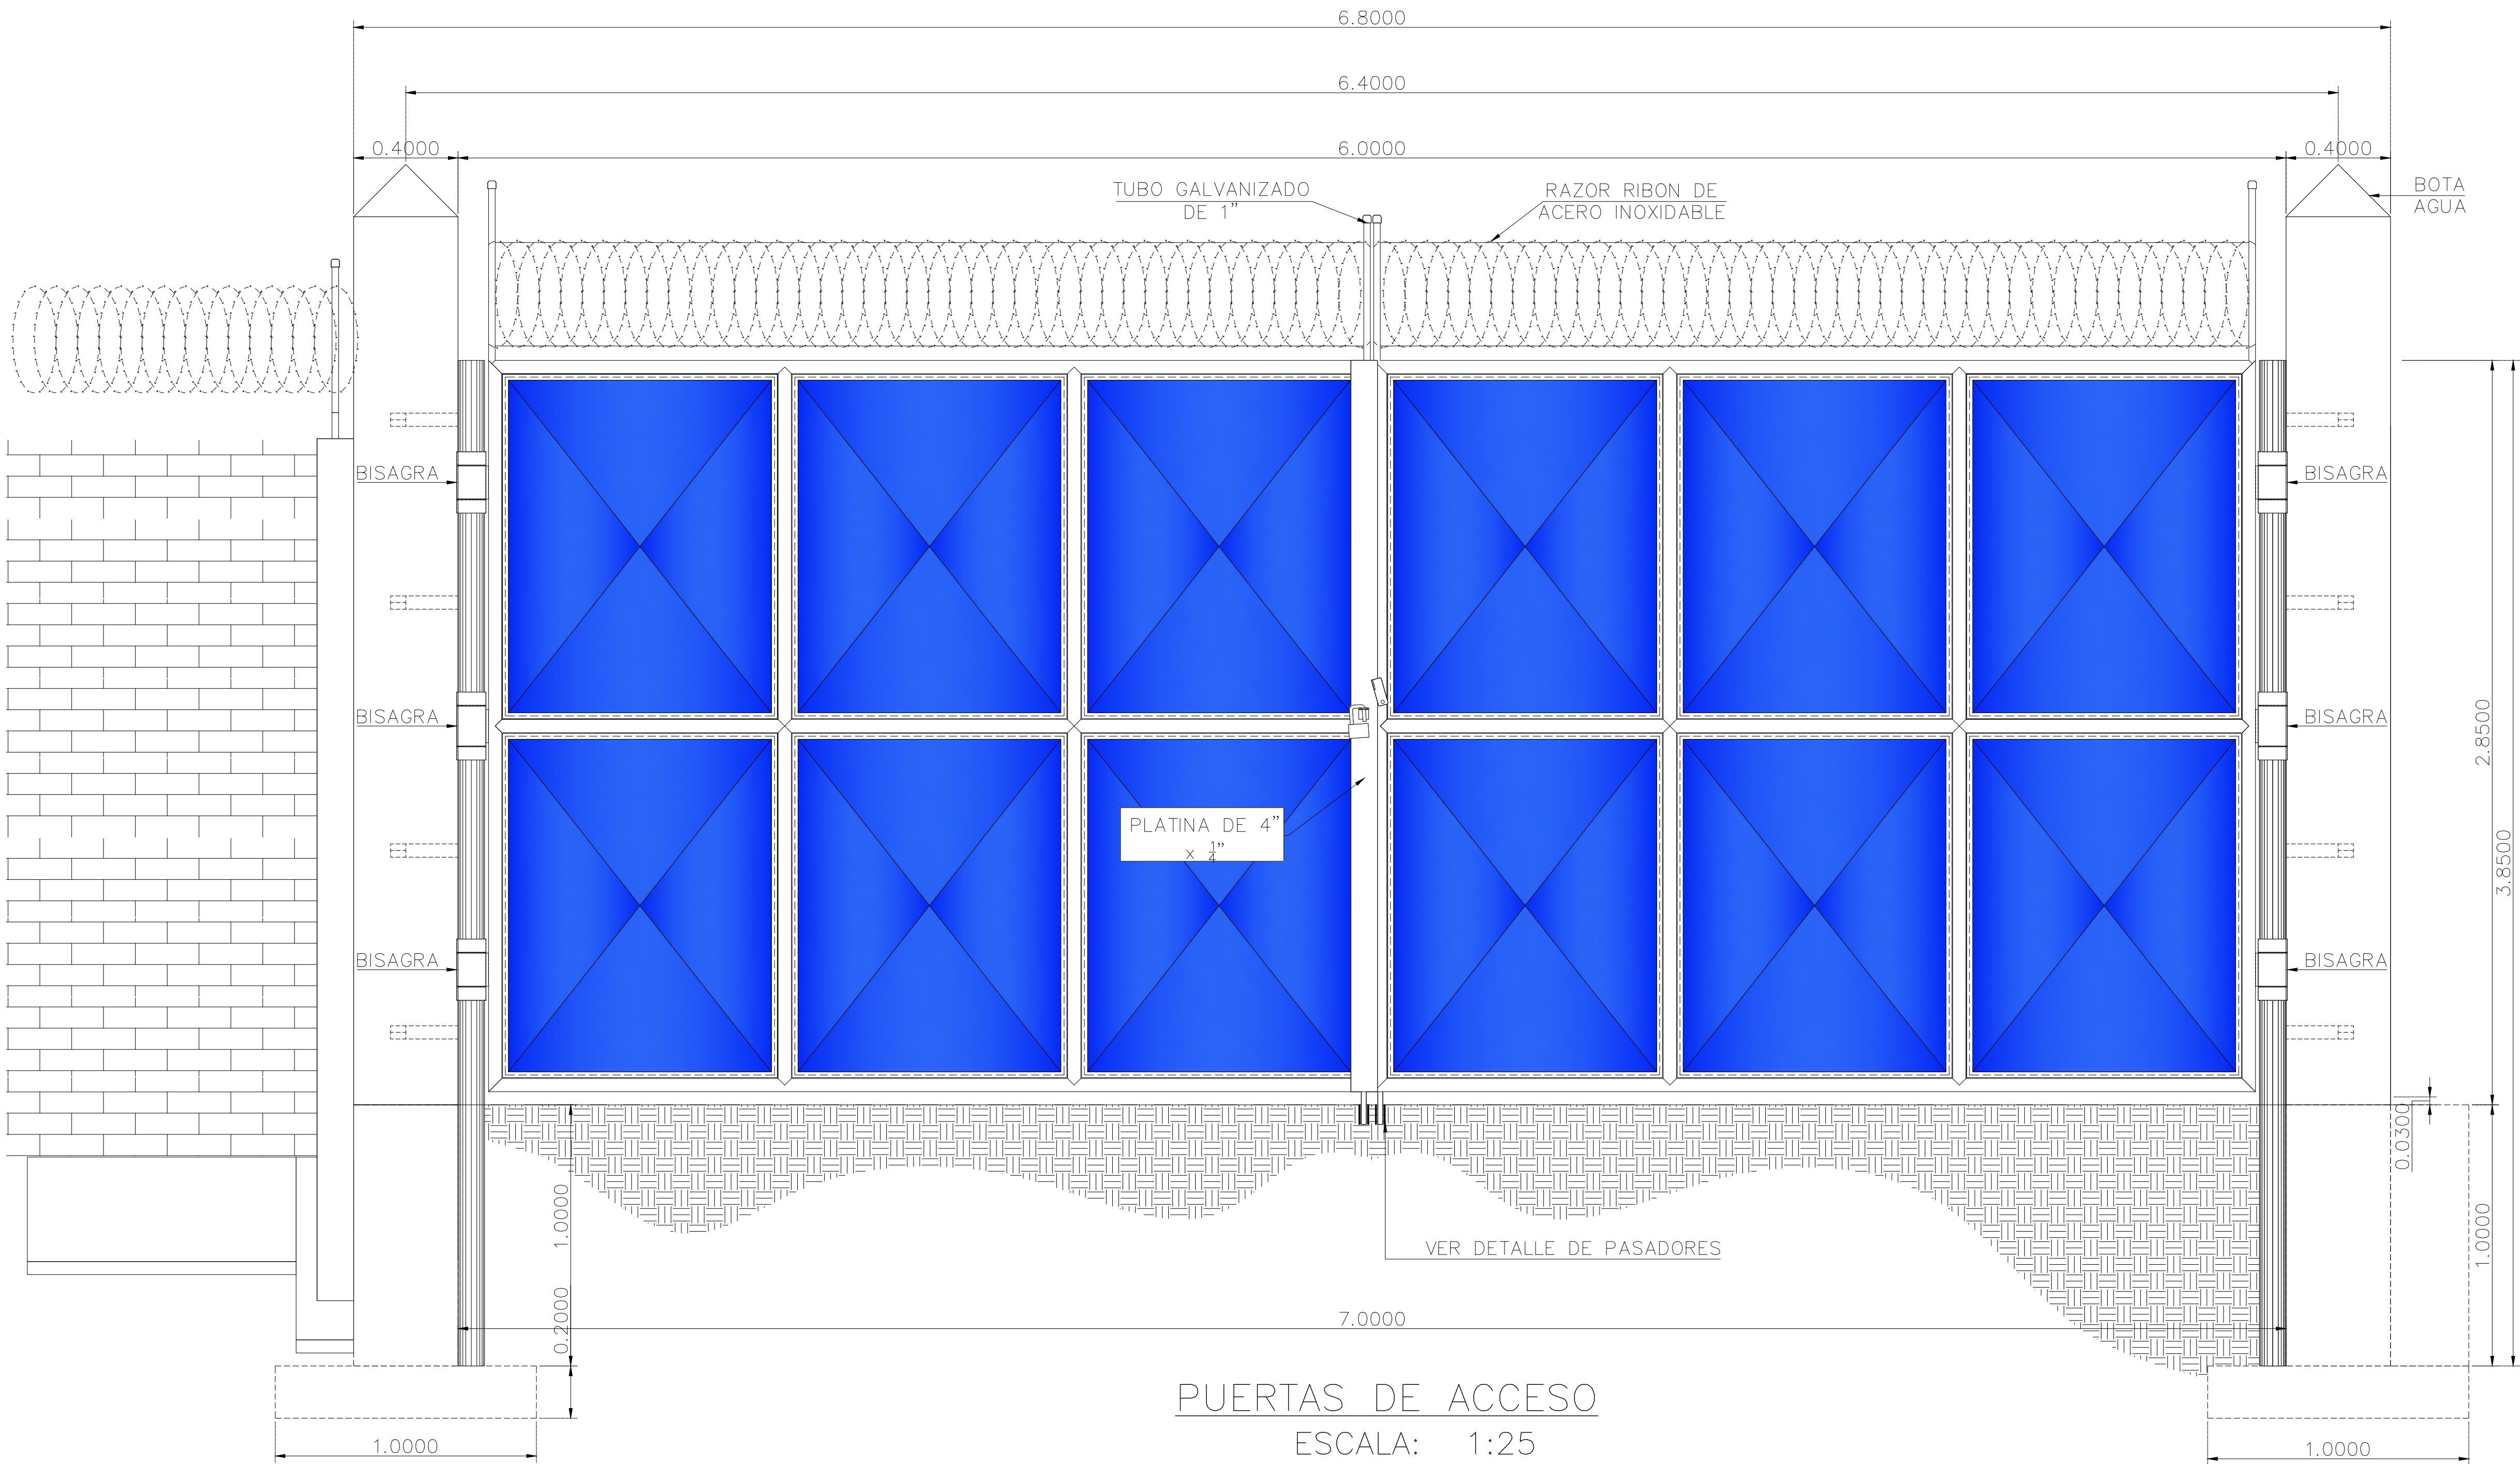 6.8000
6.4000
0.4000
6.0000
0.4000
TUBO GALVANIZADO
DE 1"
RAZOR RIBON DE
ACERO INOXIDABLE
BOTA
AGUA
BISAGRA
BISAGRA
BISAGRA
BISAGRA
BISAGRA
BISAGRA
PLATINA DE 4"
x 1/4"
2.8500
3.8500
0.0300
1.0000
1.0000
0.2000
VER DETALLE DE PASADORES
7.0000
PUERTAS DE ACCESO
ESCALA: 1:25
1.0000
1.0000